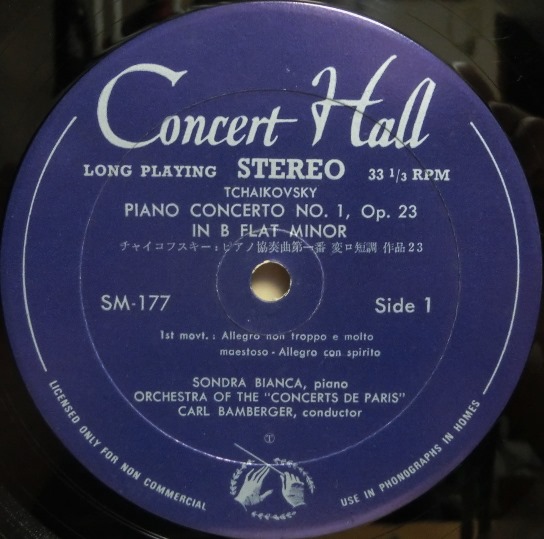 Concert Hall
LONG PLAYING STEREO 33 1/3 RPM
TCHAIKOVSKY
PIANO CONCERTO NO. 1, Op. 23
IN B FLAT MINOR
チャイコフスキー：ピアノ協奏曲第一番 変ロ短調 作品23
SM-177 Side 1
1st movt. : Allegro non troppo e molto
maestoso - Allegro con spirito
SONDRA BIANCA, piano
ORCHESTRA OF THE "CONCERTS DE PARIS"
CARL BAMBERGER, conductor
LICENSED ONLY FOR NON COMMERCIAL USE IN PHONOGRAPHS IN HOMES